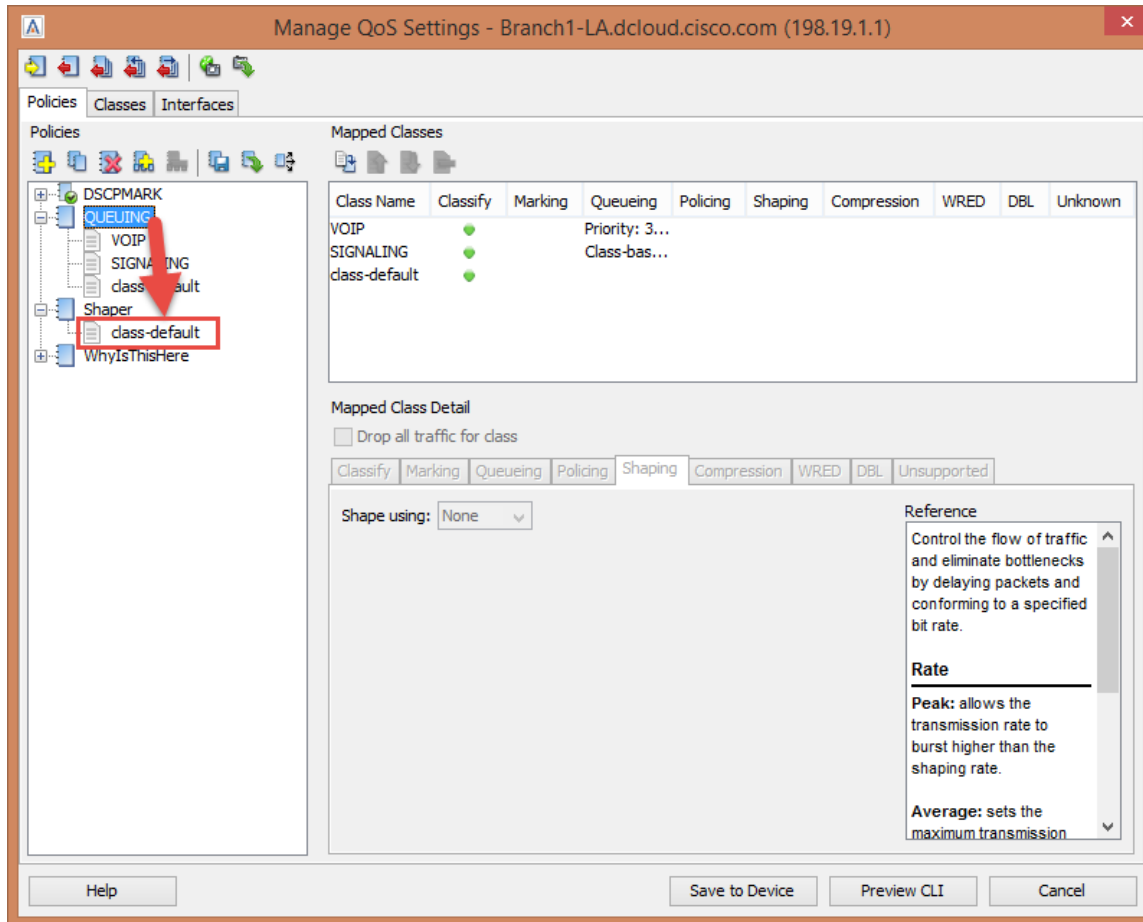 Manage QoS Settings - Branch1-LA.dcloud.cisco.com (198.19.1.1)
Policies Classes Interfaces
Policies
DSCPMARK
QUEUING
VOIP
SIGNALING
class-default
Shaper
class-default
WhyIsThisHere
Mapped Classes
Class Name Classify Marking Queueing Policing Shaping Compression WRED DBL Unknown
VOIP Priority: 3...
SIGNALING Class-bas...
class-default
Mapped Class Detail
Drop all traffic for class
Classify Marking Queueing Policing Shaping Compression WRED DBL Unsupported
Shape using: None
Reference
Control the flow of traffic
and eliminate bottlenecks
by delaying packets and
conforming to a specified
bit rate.
Rate
Peak: allows the
transmission rate to
burst higher than the
shaping rate.
Average: sets the
maximum transmission
Help Save to Device Preview CLI Cancel